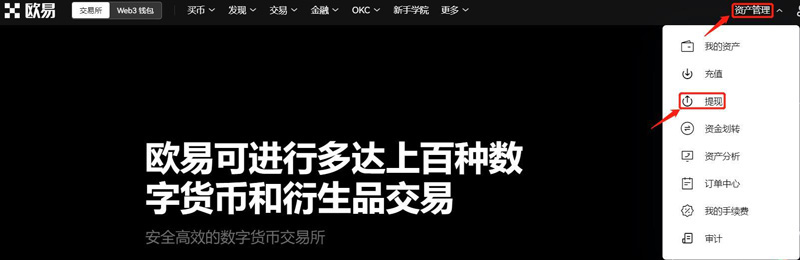 欧易 交易所 Web3 钱包 买币 发现 交易 金融 OKC 新手学院 更多 资产管理
我的资产
充值
提现
资金划转
资产分析
订单中心
我的手续费
审计
欧易可进行多达上百种数
字货币和衍生品交易
安全高效的数字货币交易所